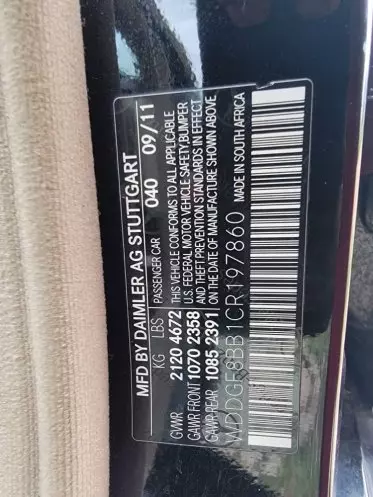 MFD BY DAIMLER AG STUTTGART
PASSENGER CAR 040 09/11
KG LBS
GVWR 2120 4672
GAWR FRONT 1070 2358
GAWR-REAR 1085 2391
THIS VEHICLE CONFORMS TO ALL APPLICABLE
U.S. FEDERAL MOTOR VEHICLE SAFETY,BUMPER
AND THEFT PREVENTION STANDARDS IN EFFECT
ON THE DATE OF MANUFACTURE SHOWN ABOVE
WDDGF8BB1CR197860 MADE IN SOUTH AFRICA